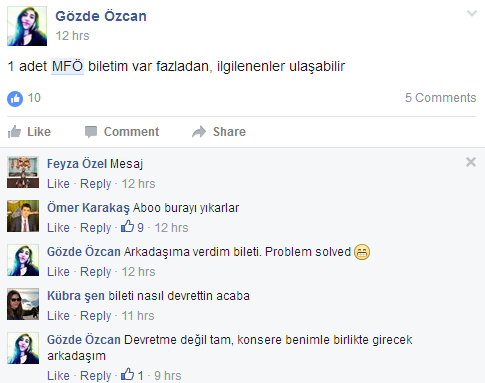 Gözde Özcan
12 hrs
1 adet MFÖ biletim var fazladan, ilgilenenler ulaşabilir
10
5 Comments
Like Comment Share
Feyza Özel Mesaj
Like · Reply · 12 hrs
Ömer Karakaş Aboo burayı yıkarlar
Like · Reply · 9 · 12 hrs
Gözde Özcan Arkadaşıma verdim bileti. Problem solved 😁
Like · Reply · 12 hrs
Kübra şen bileti nasıl devrettin acaba
Like · Reply · 11 hrs
Gözde Özcan Devretme değil tam, konsere benimle birlikte girecek
arkadaşım
Like · Reply · 1 · 9 hrs